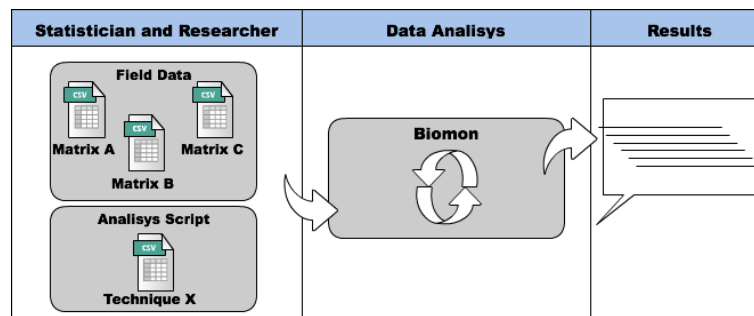 Statistician and Researcher
Data Analisys
Results
Field Data
CSV
CSV
CSV
Matrix A
Matrix C
Matrix B
Analisys Script
CSV
Technique X
Biomon